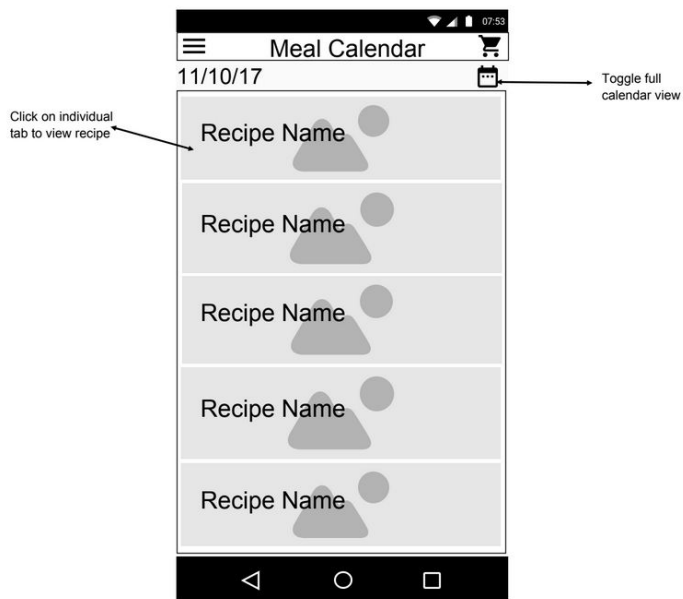 07:53
Meal Calendar
11/10/17
Toggle full
calendar view
Click on individual
tab to view recipe
Recipe Name
Recipe Name
Recipe Name
Recipe Name
Recipe Name